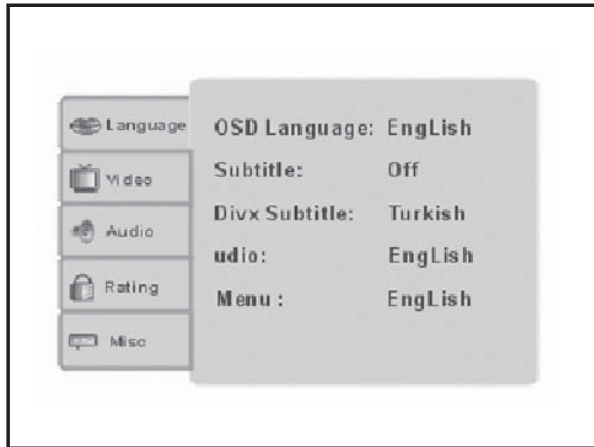 Language
Video
Audio
Rating
Misc
OSD Language: EngLish
Subtitle: Off
Divx Subtitle: Turkish
udio: EngLish
Menu : EngLish